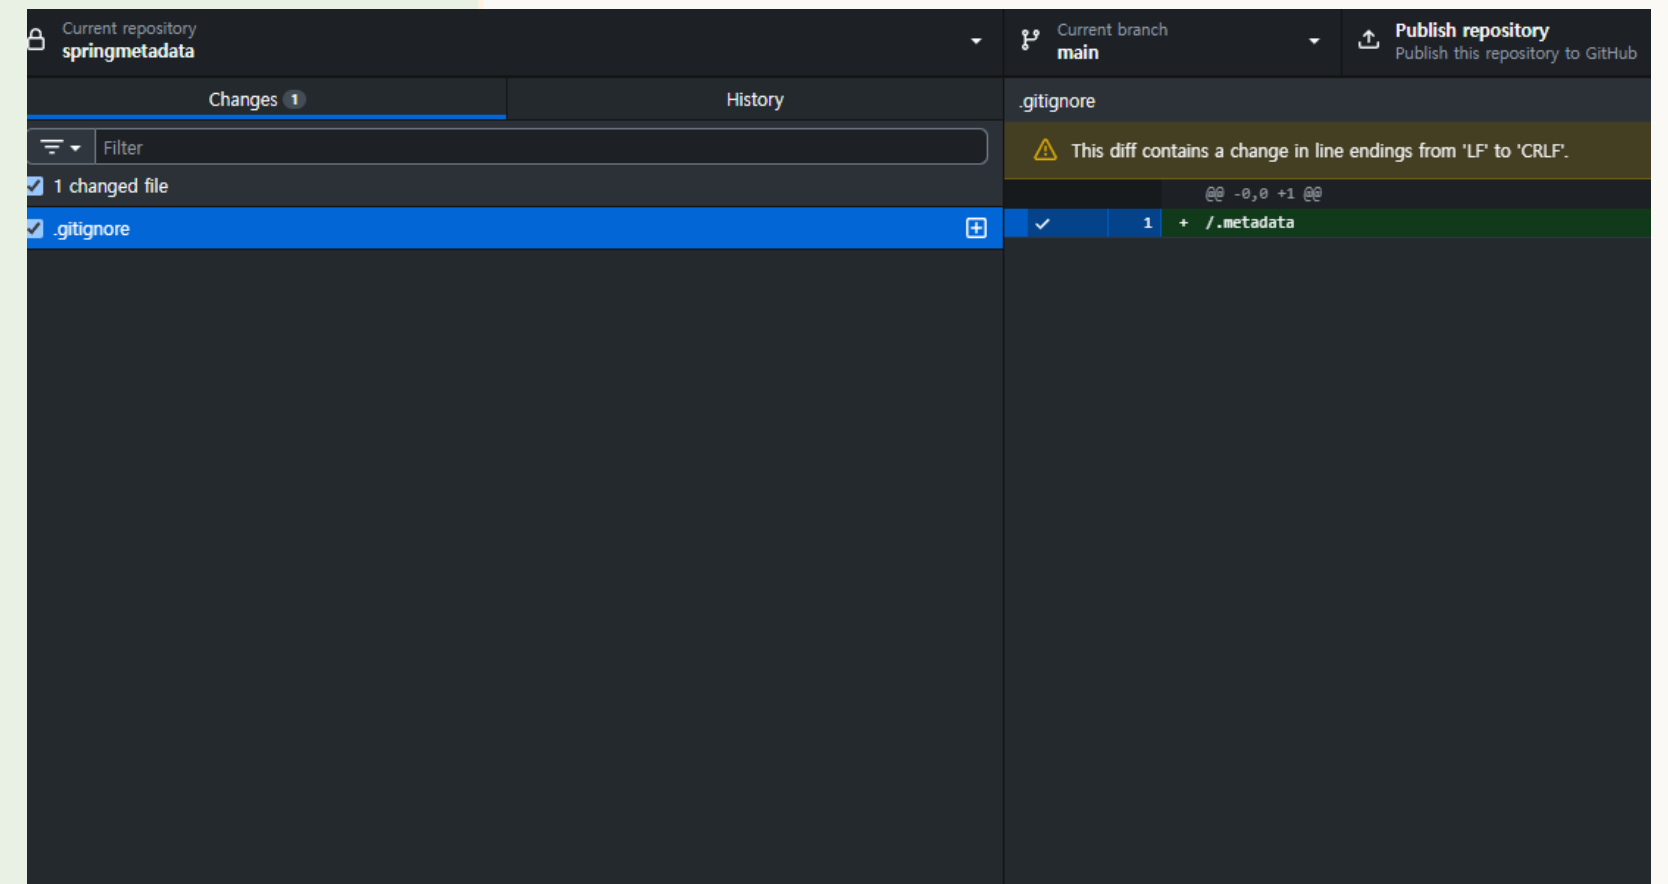 Current repository
springmetadata
Current branch
main
Publish repository
Publish this repository to GitHub
Changes 1
History
Filter
1 changed file
.gitignore
.gitignore
This diff contains a change in line endings from 'LF' to 'CRLF'.
@@ -0,0 +1 @@
1 + /.metadata